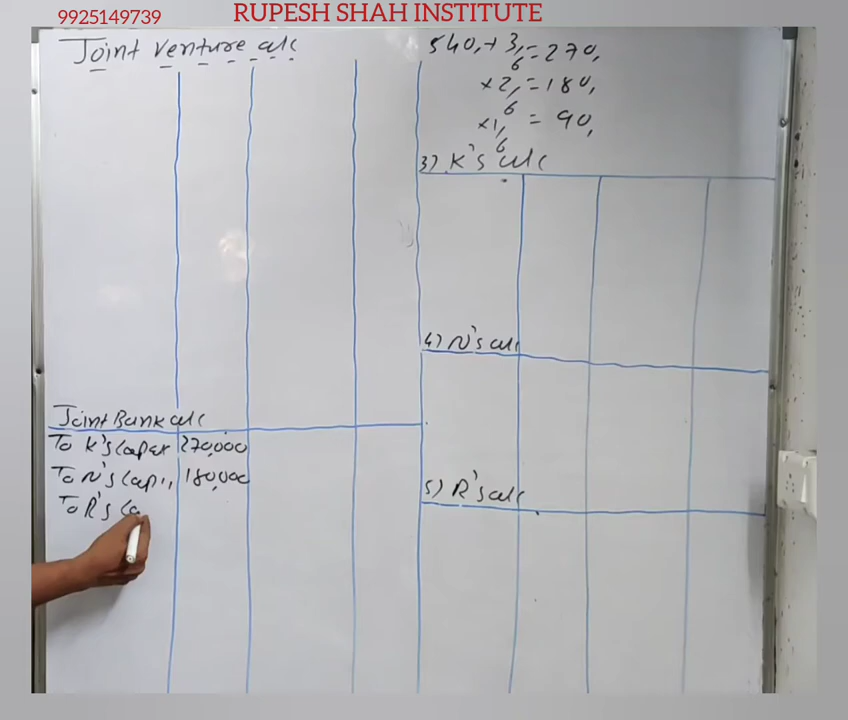 9925149739 RUPESH SHAH INSTITUTE
Joint venture a/c
540,+ 3/6 = 270,
×2/6 = 180,
×1/6 = 90,
3) K's a/c
4) N's a/c
Joint Bank a/c
To K's cap 270,000
To N's cap ,, 180,000
To R's ca
5) R's a/c